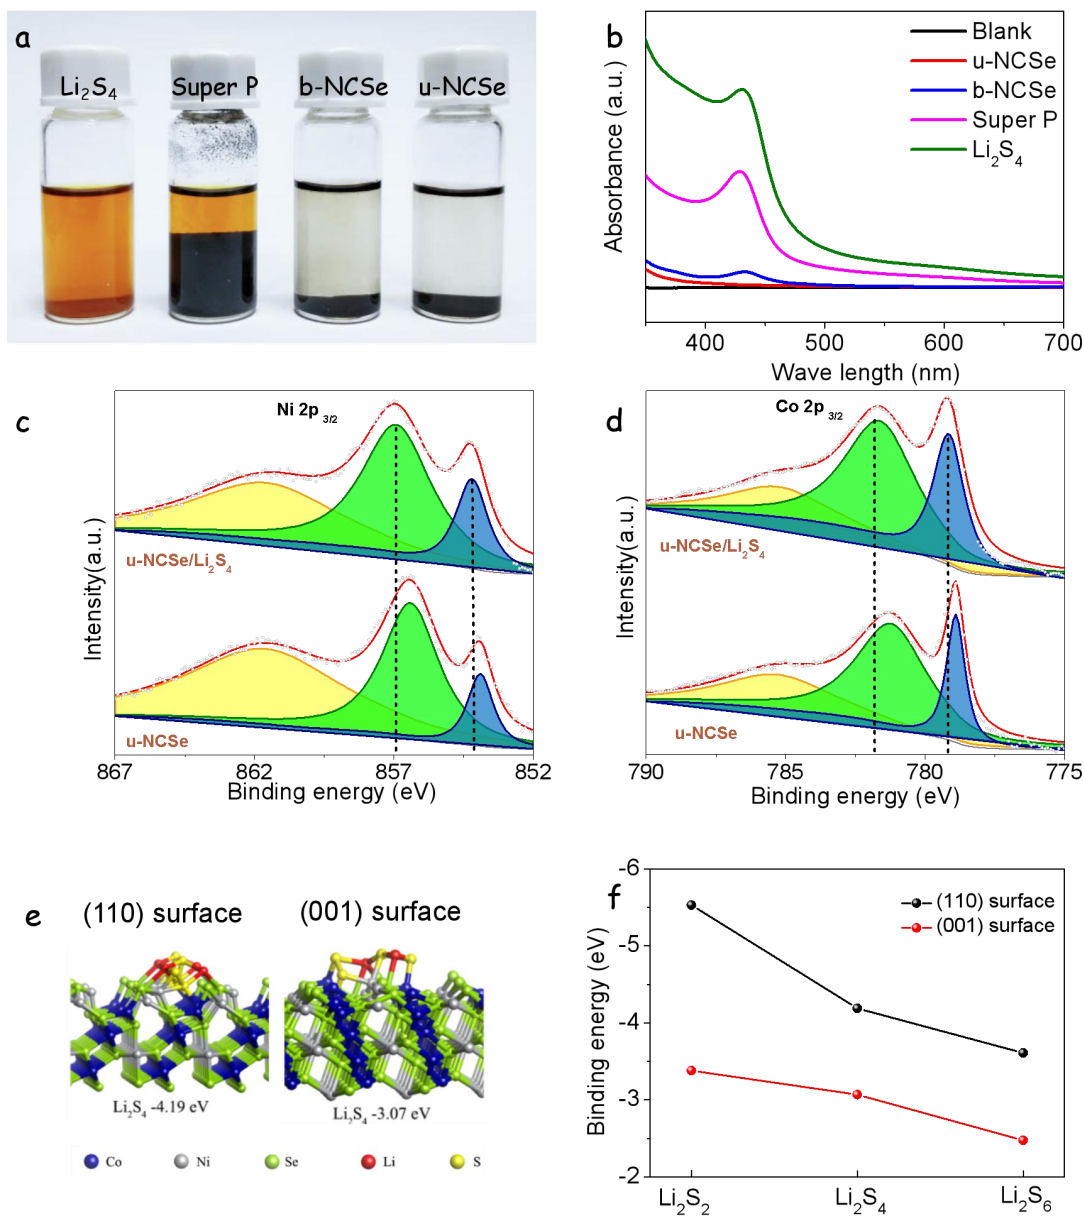 a
Li₂S₄ Super P b-NCSe u-NCSe
b
Blank
u-NCSe
b-NCSe
Super P
Li₂S₄
Absorbance (a.u.)
400 500 600 700
Wave length (nm)
c
Ni 2p 3/2
u-NCSe/Li₂S₄
u-NCSe
Intensity(a.u.)
867 862 857 852
Binding energy (eV)
d
Co 2p 3/2
u-NCSe/Li₂S₄
u-NCSe
Intensity(a.u.)
790 785 780 775
Binding energy (eV)
e
(110) surface (001) surface
Li₂S₄ -4.19 eV Li₂S₄ -3.07 eV
Co Ni Se Li S
f
(110) surface
(001) surface
Binding energy (eV)
-6
-5
-4
-3
-2
Li₂S₂ Li₂S₄ Li₂S₆